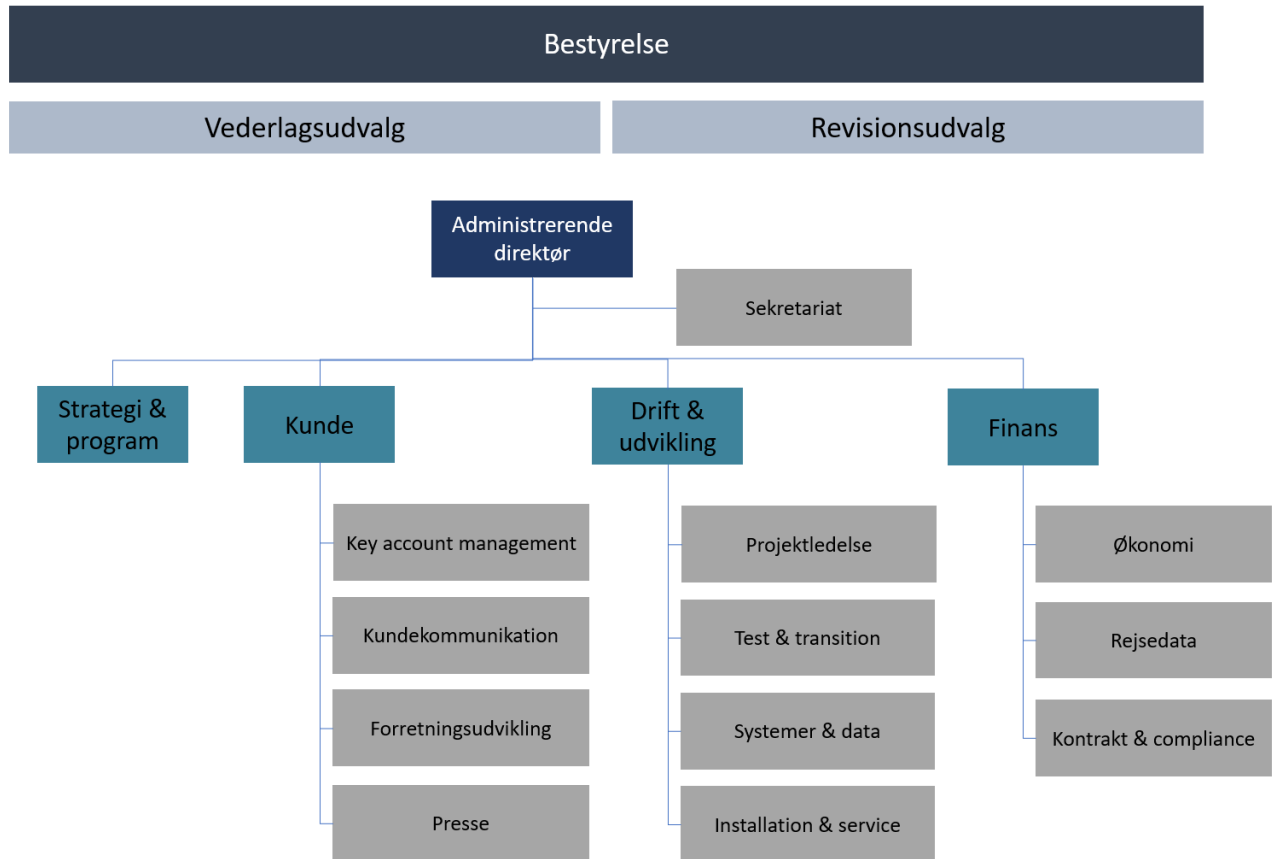 Bestyrelse
Vederlagsudvalg
Revisionsudvalg
Administrerende
direktør
Sekretariat
Strategi &
program
Kunde
Drift &
udvikling
Finans
Key account management
Kundekommunikation
Forretningsudvikling
Presse
Projektledelse
Test & transition
Systemer & data
Installation & service
Økonomi
Rejsedata
Kontrakt & compliance